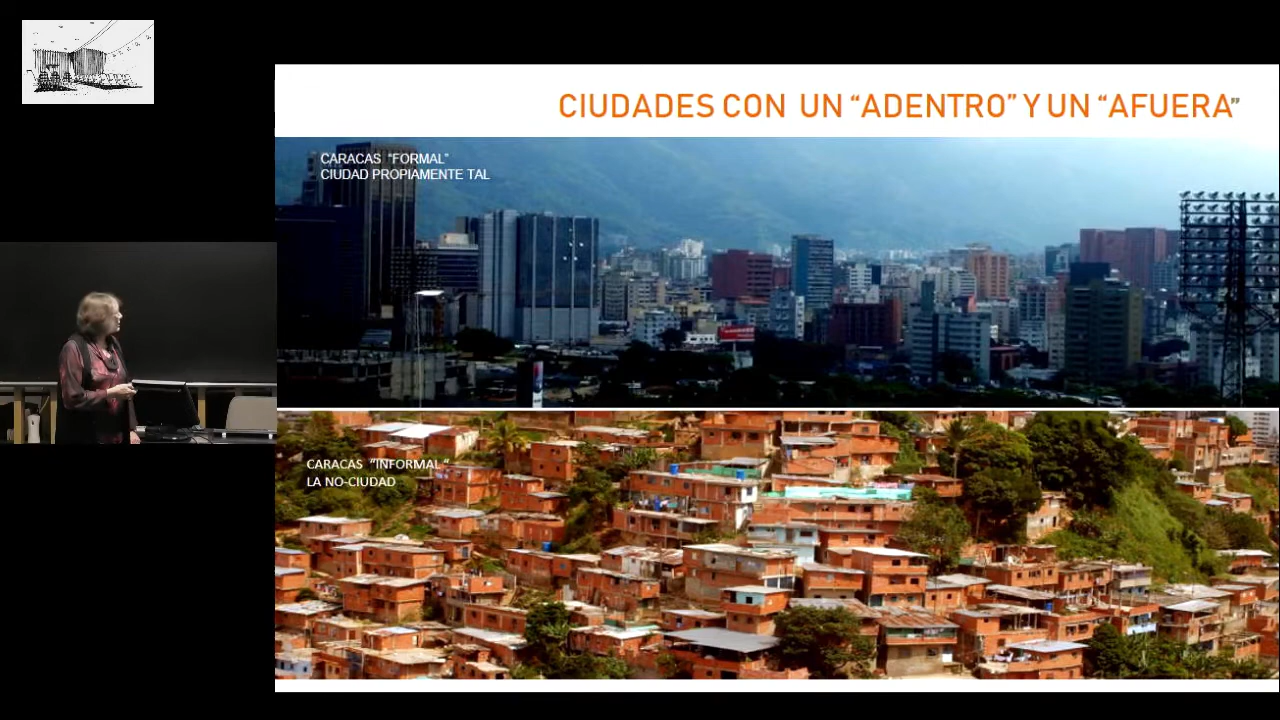 CIUDADES CON UN “ADENTRO” Y UN “AFUERA”
CARACAS “FORMAL”
CIUDAD PROPIAMENTE TAL
CARACAS “INFORMAL“
LA NO-CIUDAD